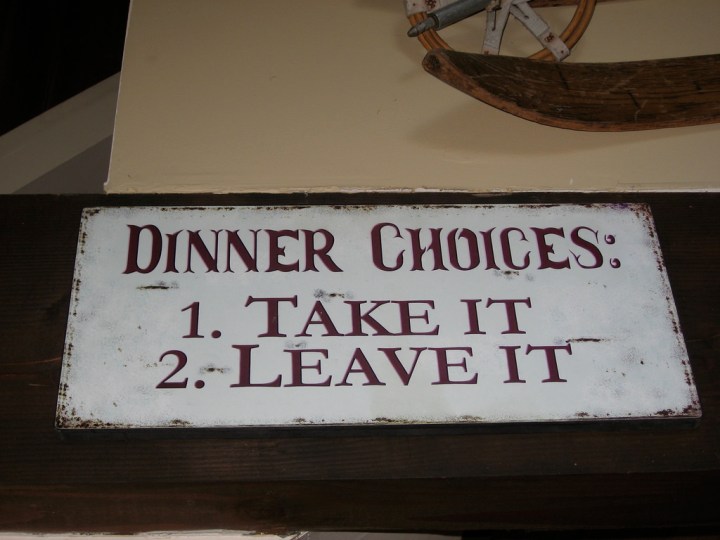 DINNER CHOICES:
1. TAKE IT
2. LEAVE IT